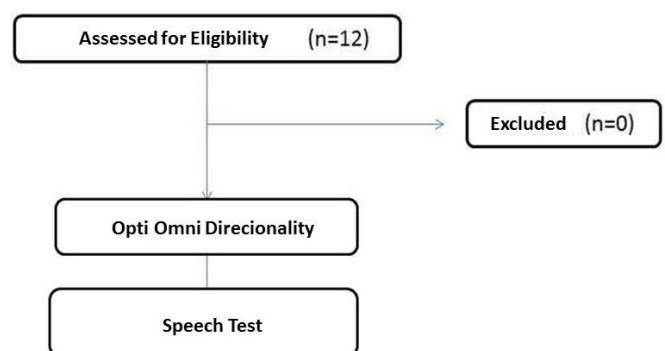 Assessed for Eligibility (n=12)
Excluded (n=0)
Opti Omni Direcionality
Speech Test